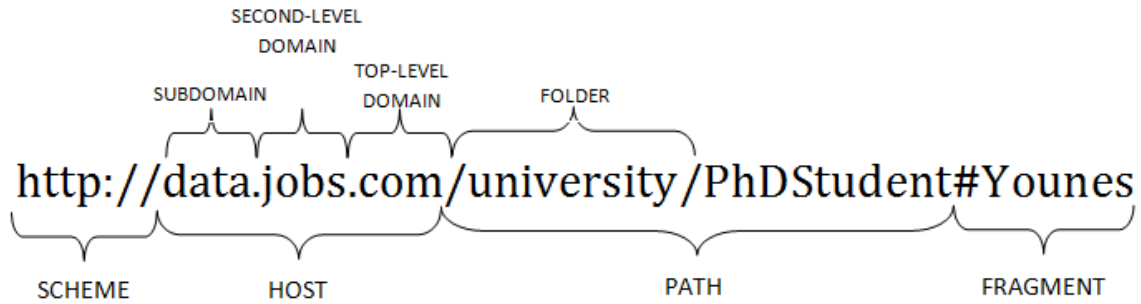 SECOND-LEVEL
DOMAIN
TOP-LEVEL
DOMAIN
SUBDOMAIN
FOLDER
http://data.jobs.com/university/PhDStudent#Younes
SCHEME
HOST
PATH
FRAGMENT